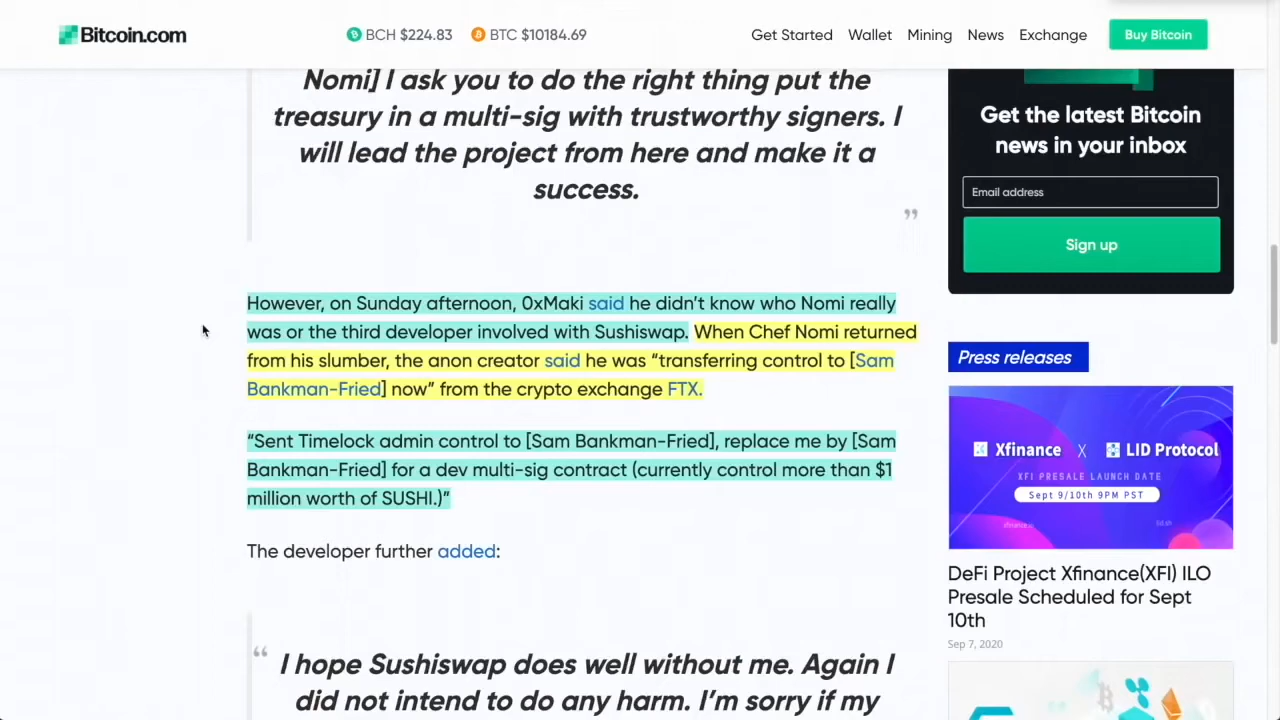 Bitcoin.com
BCH $224.83
BTC $10184.69
Get Started
Wallet
Mining
News
Exchange
Buy Bitcoin
Nomi] I ask you to do the right thing put the
treasury in a multi-sig with trustworthy signers. I
will lead the project from here and make it a
success.
”
However, on Sunday afternoon, 0xMaki said he didn’t know who Nomi really
was or the third developer involved with Sushiswap. When Chef Nomi returned
from his slumber, the anon creator said he was “transferring control to [Sam
Bankman-Fried] now” from the crypto exchange FTX.
“Sent Timelock admin control to [Sam Bankman-Fried], replace me by [Sam
Bankman-Fried] for a dev multi-sig contract (currently control more than $1
million worth of SUSHI.)”
The developer further added:
“
I hope Sushiswap does well without me. Again I
did not intend to do any harm. I’m sorry if my
Get the latest Bitcoin
news in your inbox
Email address
Sign up
Press releases
Xfinance X LID Protocol
XFI PRESALE LAUNCH DATE
Sept 9/10th 9PM PST
xfinance.io
lid.sh
DeFi Project Xfinance(XFI) ILO
Presale Scheduled for Sept
10th
Sep 7, 2020